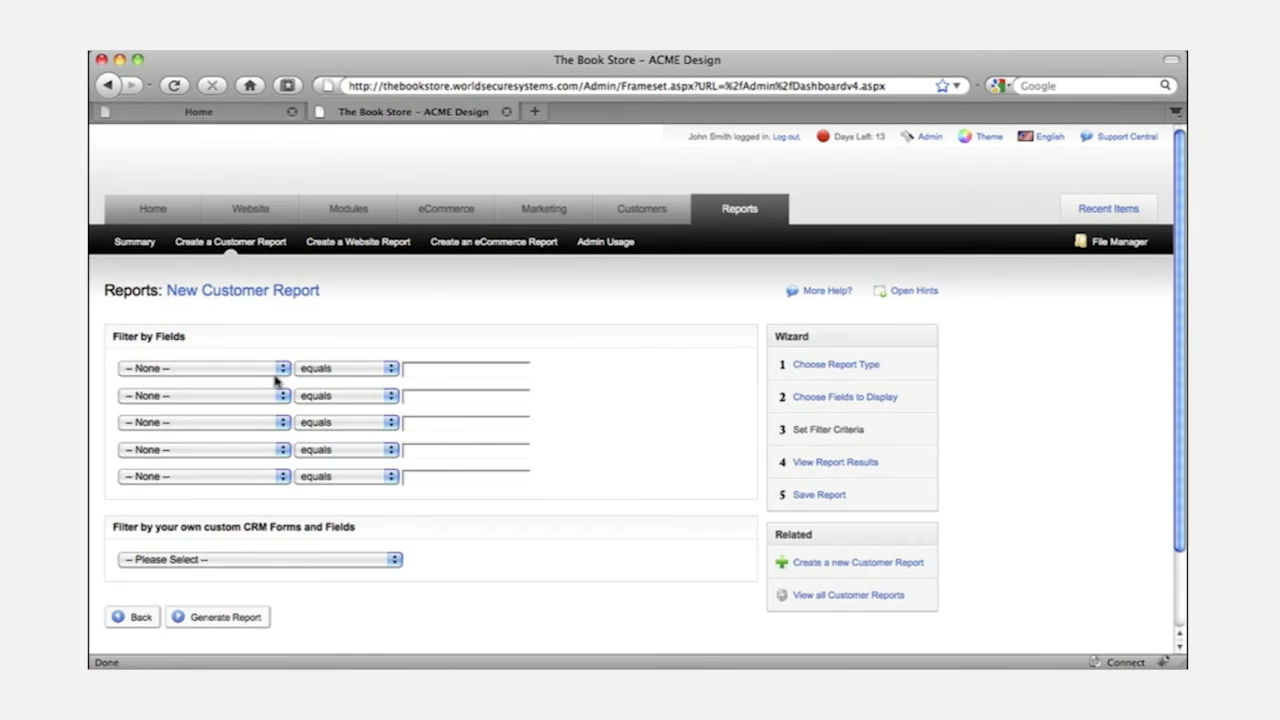 The Book Store – ACME Design
http://thebookstore.worldsecuresystems.com/Admin/Frameset.aspx?URL=%2fAdmin%2fDashboardv4.aspx
Google
Home
The Book Store – ACME Design
John Smith logged in. Log out.
Days Left: 13
Admin
Theme
English
Support Central
Home
Website
Modules
eCommerce
Marketing
Customers
Reports
Recent Items
Summary
Create a Customer Report
Create a Website Report
Create an eCommerce Report
Admin Usage
File Manager
Reports: New Customer Report
More Help?
Open Hints
Filter by Fields
-- None --
equals
-- None --
equals
-- None --
equals
-- None --
equals
-- None --
equals
Filter by your own custom CRM Forms and Fields
-- Please Select --
Back
Generate Report
Wizard
1 Choose Report Type
2 Choose Fields to Display
3 Set Filter Criteria
4 View Report Results
5 Save Report
Related
Create a new Customer Report
View all Customer Reports
Done
Connect